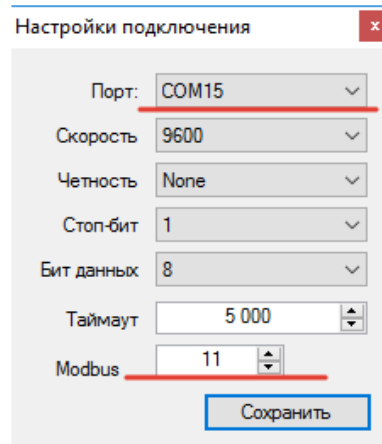 Настройки подключения x
Порт: COM15
Скорость 9600
Четность None
Стоп-бит 1
Бит данных 8
Таймаут 5 000
Modbus 11
Сохранить